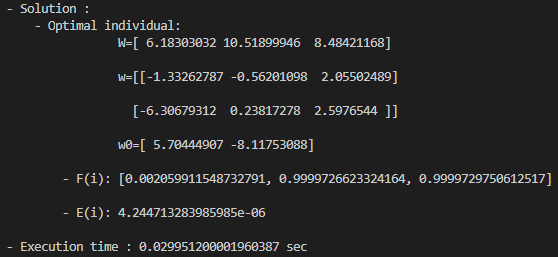 - Solution :
- Optimal individual:
W=[ 6.18303032 10.51899946  8.48421168]
w=[[-1.33262787 -0.56201098  2.05502489]
[-6.30679312  0.23817278  2.5976544 ]]
w0=[ 5.70444907 -8.11753088]
- F(i): [0.002059911548732791, 0.9999726623324164, 0.9999729750612517]
- E(i): 4.244713283985985e-06
- Execution time : 0.029951200001960387 sec